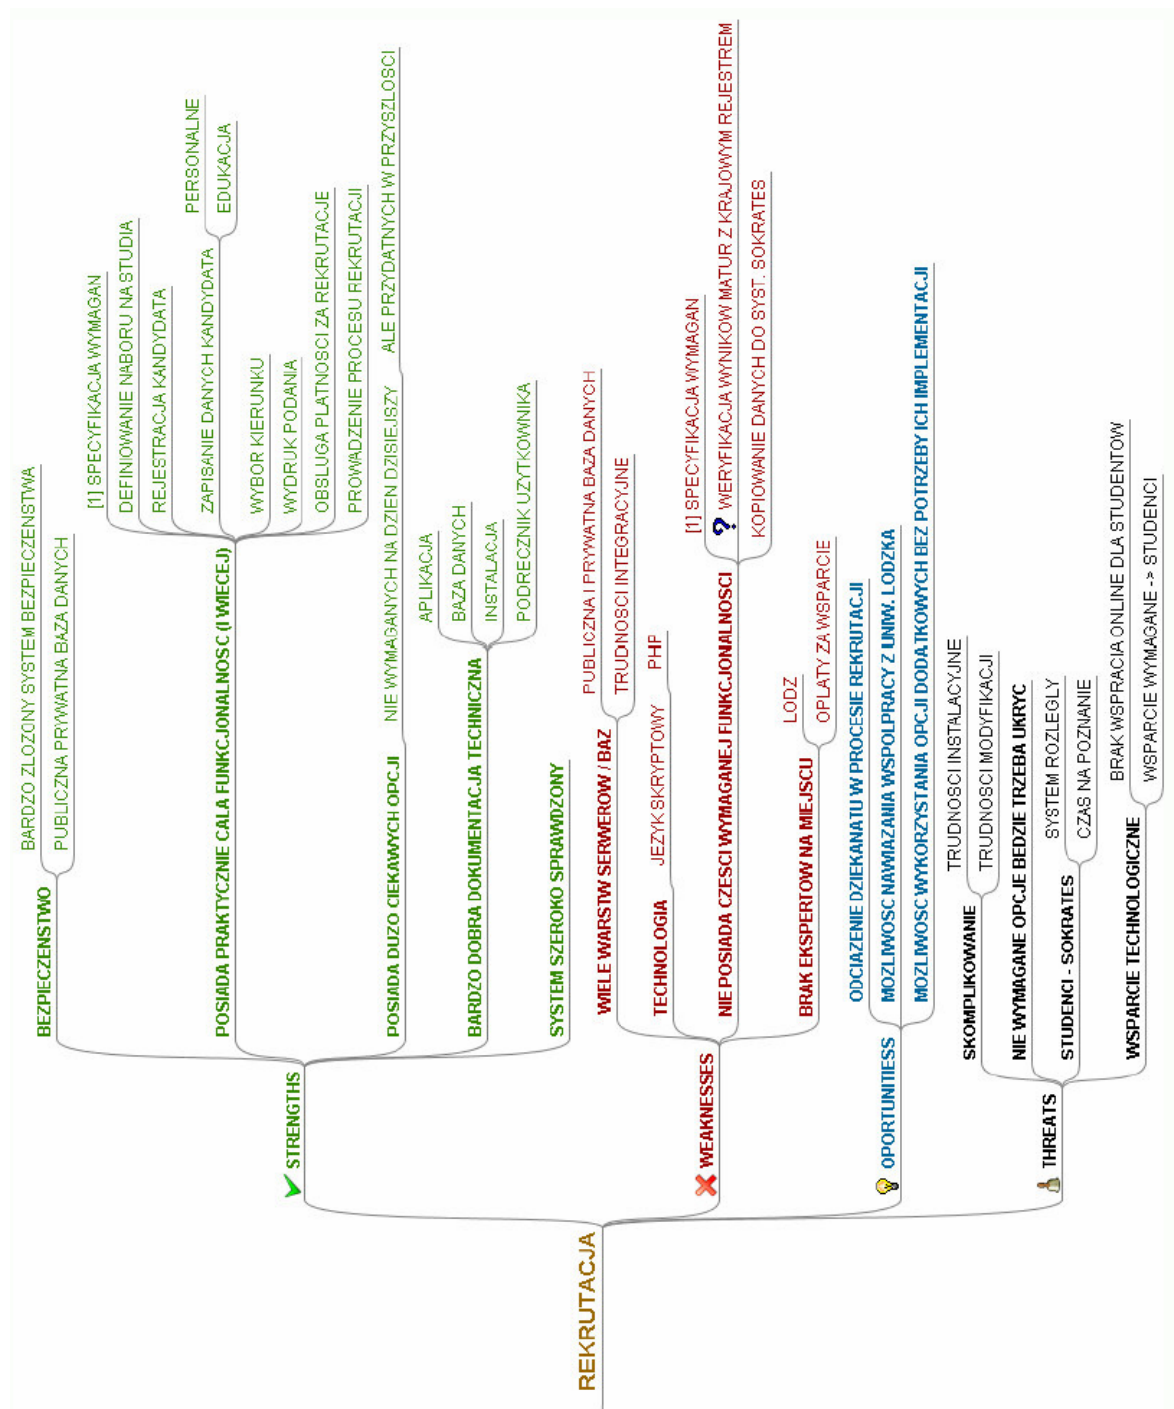 REKRUTACJA
STRENGTHS
BEZPIECZENSTWO
BARDZO ZLOZONY SYSTEM BEZPIECZENSTWA
PUBLICZNA PRYWATNA BAZA DANYCH
POSIADA PRAKTYCZNIE CALA FUNKCJONALNOSC (I WIECEJ)
[1] SPECYFIKACJA WYMAGAN
DEFINIOWANIE NABORU NA STUDIA
REJESTRACJA KANDYDATA
ZAPISANIE DANYCH KANDYDATA
PERSONALNE
EDUKACJA
WYBOR KIERUNKU
WYDRUK PODANIA
OBSLUGA PLATNOSCI ZA REKRUTACJE
PROWADZENIE PROCESU REKRUTACJI
POSIADA DUZO CIEKAWYCH OPCJI
NIE WYMAGANYCH NA DZIEN DZISIEJSZY
ALE PRZYDATNYCH W PRZYSZLOSCI
BARDZO DOBRA DOKUMENTACJA TECHNICZNA
APLIKACJA
BAZA DANYCH
INSTALACJA
PODRECZNIK UZYTKOWNIKA
SYSTEM SZEROKO SPRAWDZONY
WEAKNESSES
WIELE WARSTW SERWEROW / BAZ
PUBLICZNA I PRYWATNA BAZA DANYCH
TRUDNOSCI INTEGRACYJNE
TECHNOLOGIA
JEZYK SKRYPTOWY
PHP
NIE POSIADA CZESCI WYMAGANEJ FUNKCJONALNOSCI
[1] SPECYFIKACJA WYMAGAN
WERYFIKACJA WYNIKOW MATUR Z KRAJOWYM REJESTREM
KOPIOWANIE DANYCH DO SYST. SOKRATES
BRAK EKSPERTOW NA MIEJSCU
LODZ
OPLATY ZA WSPARCIE
OPORTUNITIESS
ODCIAZENIE DZIEKANATU W PROCESIE REKRUTACJI
MOZLIWOSC NAWIAZANIA WSPOLPRACY Z UNIW. LODZKA
MOZLIWOSC WYKORZYSTANIA OPCJI DODATKOWYCH BEZ POTRZEBY ICH IMPLEMENTACJI
THREATS
SKOMPLIKOWANIE
TRUDNOSCI INSTALACYJNE
TRUDNOSCI MODYFIKACJI
NIE WYMAGANE OPCJE BEDZIE TRZEBA UKRYC
STUDENCI - SOKRATES
SYSTEM ROZLEGLY
CZAS NA POZNANIE
WSPARCIE TECHNOLOGICZNE
BRAK WSPRACIA ONLINE DLA STUDENTOW
WSPARCIE WYMAGANE -> STUDENCI